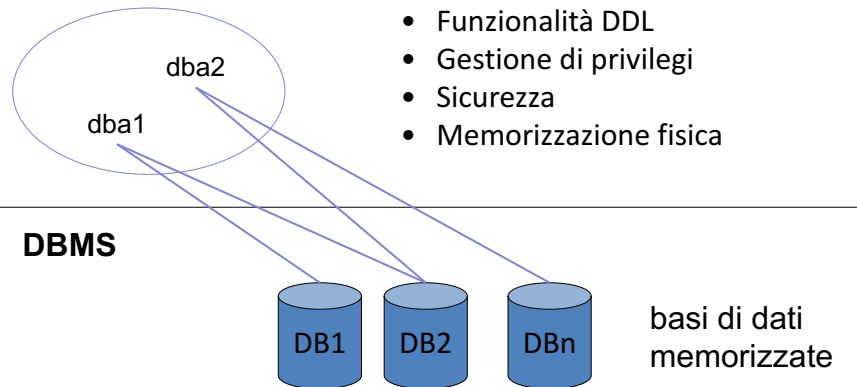 • Funzionalità DDL
• Gestione di privilegi
• Sicurezza
• Memorizzazione fisica
dba2
dba1
DBMS
DB1
DB2
DBn
basi di dati
memorizzate